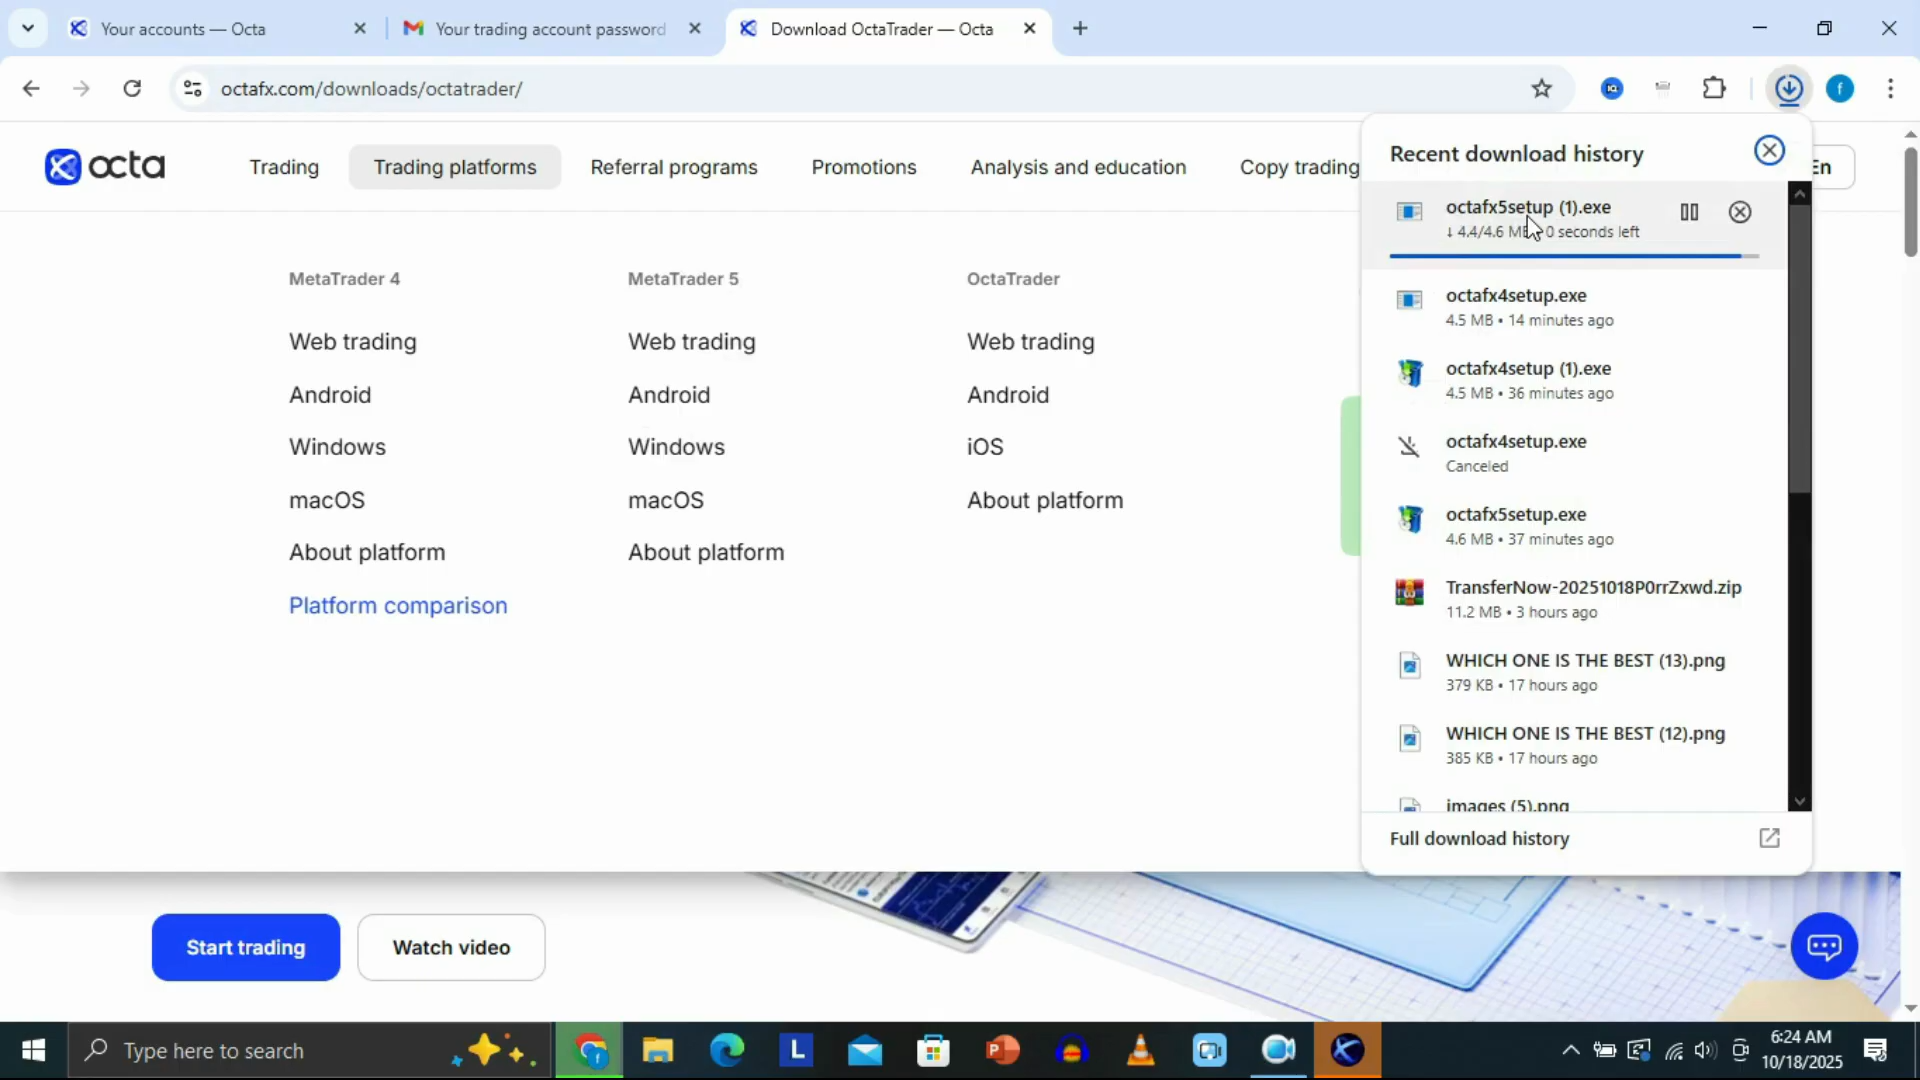 Your accounts — Octa
Your trading account password
Download OctaTrader — Octa
octafx.com/downloads/octatrader/
f
octa
Trading
Trading platforms
Referral programs
Promotions
Analysis and education
Copy trading
En
Recent download history
octafx5setup (1).exe
↓ 4.4/4.6 MB • 0 seconds left
octafx4setup.exe
4.5 MB • 14 minutes ago
octafx4setup (1).exe
4.5 MB • 36 minutes ago
octafx4setup.exe
Canceled
octafx5setup.exe
4.6 MB • 37 minutes ago
TransferNow-20251018P0rrZxwd.zip
11.2 MB • 3 hours ago
WHICH ONE IS THE BEST (13).png
379 KB • 17 hours ago
WHICH ONE IS THE BEST (12).png
385 KB • 17 hours ago
images (5).png
Full download history
MetaTrader 4
Web trading
Android
Windows
macOS
About platform
Platform comparison
MetaTrader 5
Web trading
Android
Windows
macOS
About platform
OctaTrader
Web trading
Android
iOS
About platform
Start trading
Watch video
Type here to search
L
6:24 AM
10/18/2025